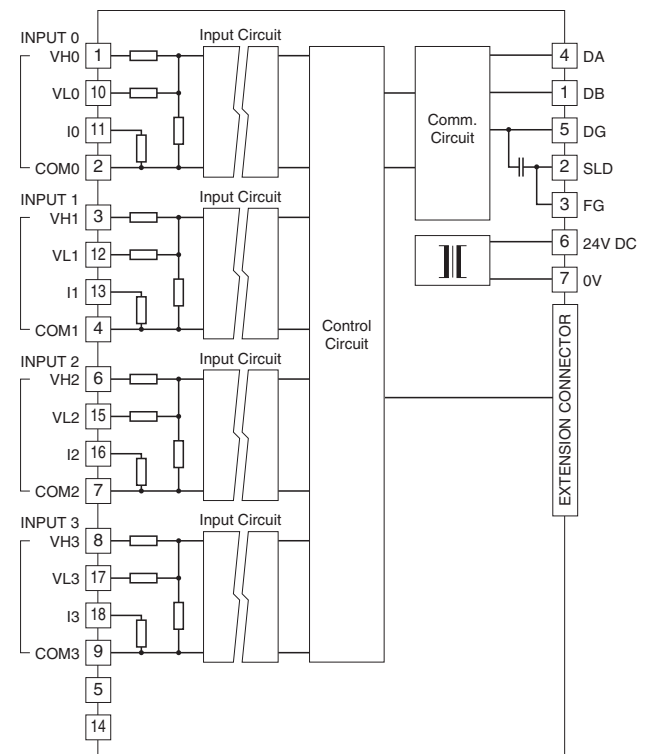 INPUT 0 Input Circuit
VH0 1
VL0 10
I0 11
COM0 2
INPUT 1 Input Circuit
VH1 3
VL1 12
I1 13
COM1 4
INPUT 2 Input Circuit
VH2 6
VL2 15
I2 16
COM2 7
INPUT 3 Input Circuit
VH3 8
VL3 17
I3 18
COM3 9
5
14
Control
Circuit
Comm.
Circuit
4 DA
1 DB
5 DG
2 SLD
3 FG
6 24V DC
7 0V
EXTENSION CONNECTOR